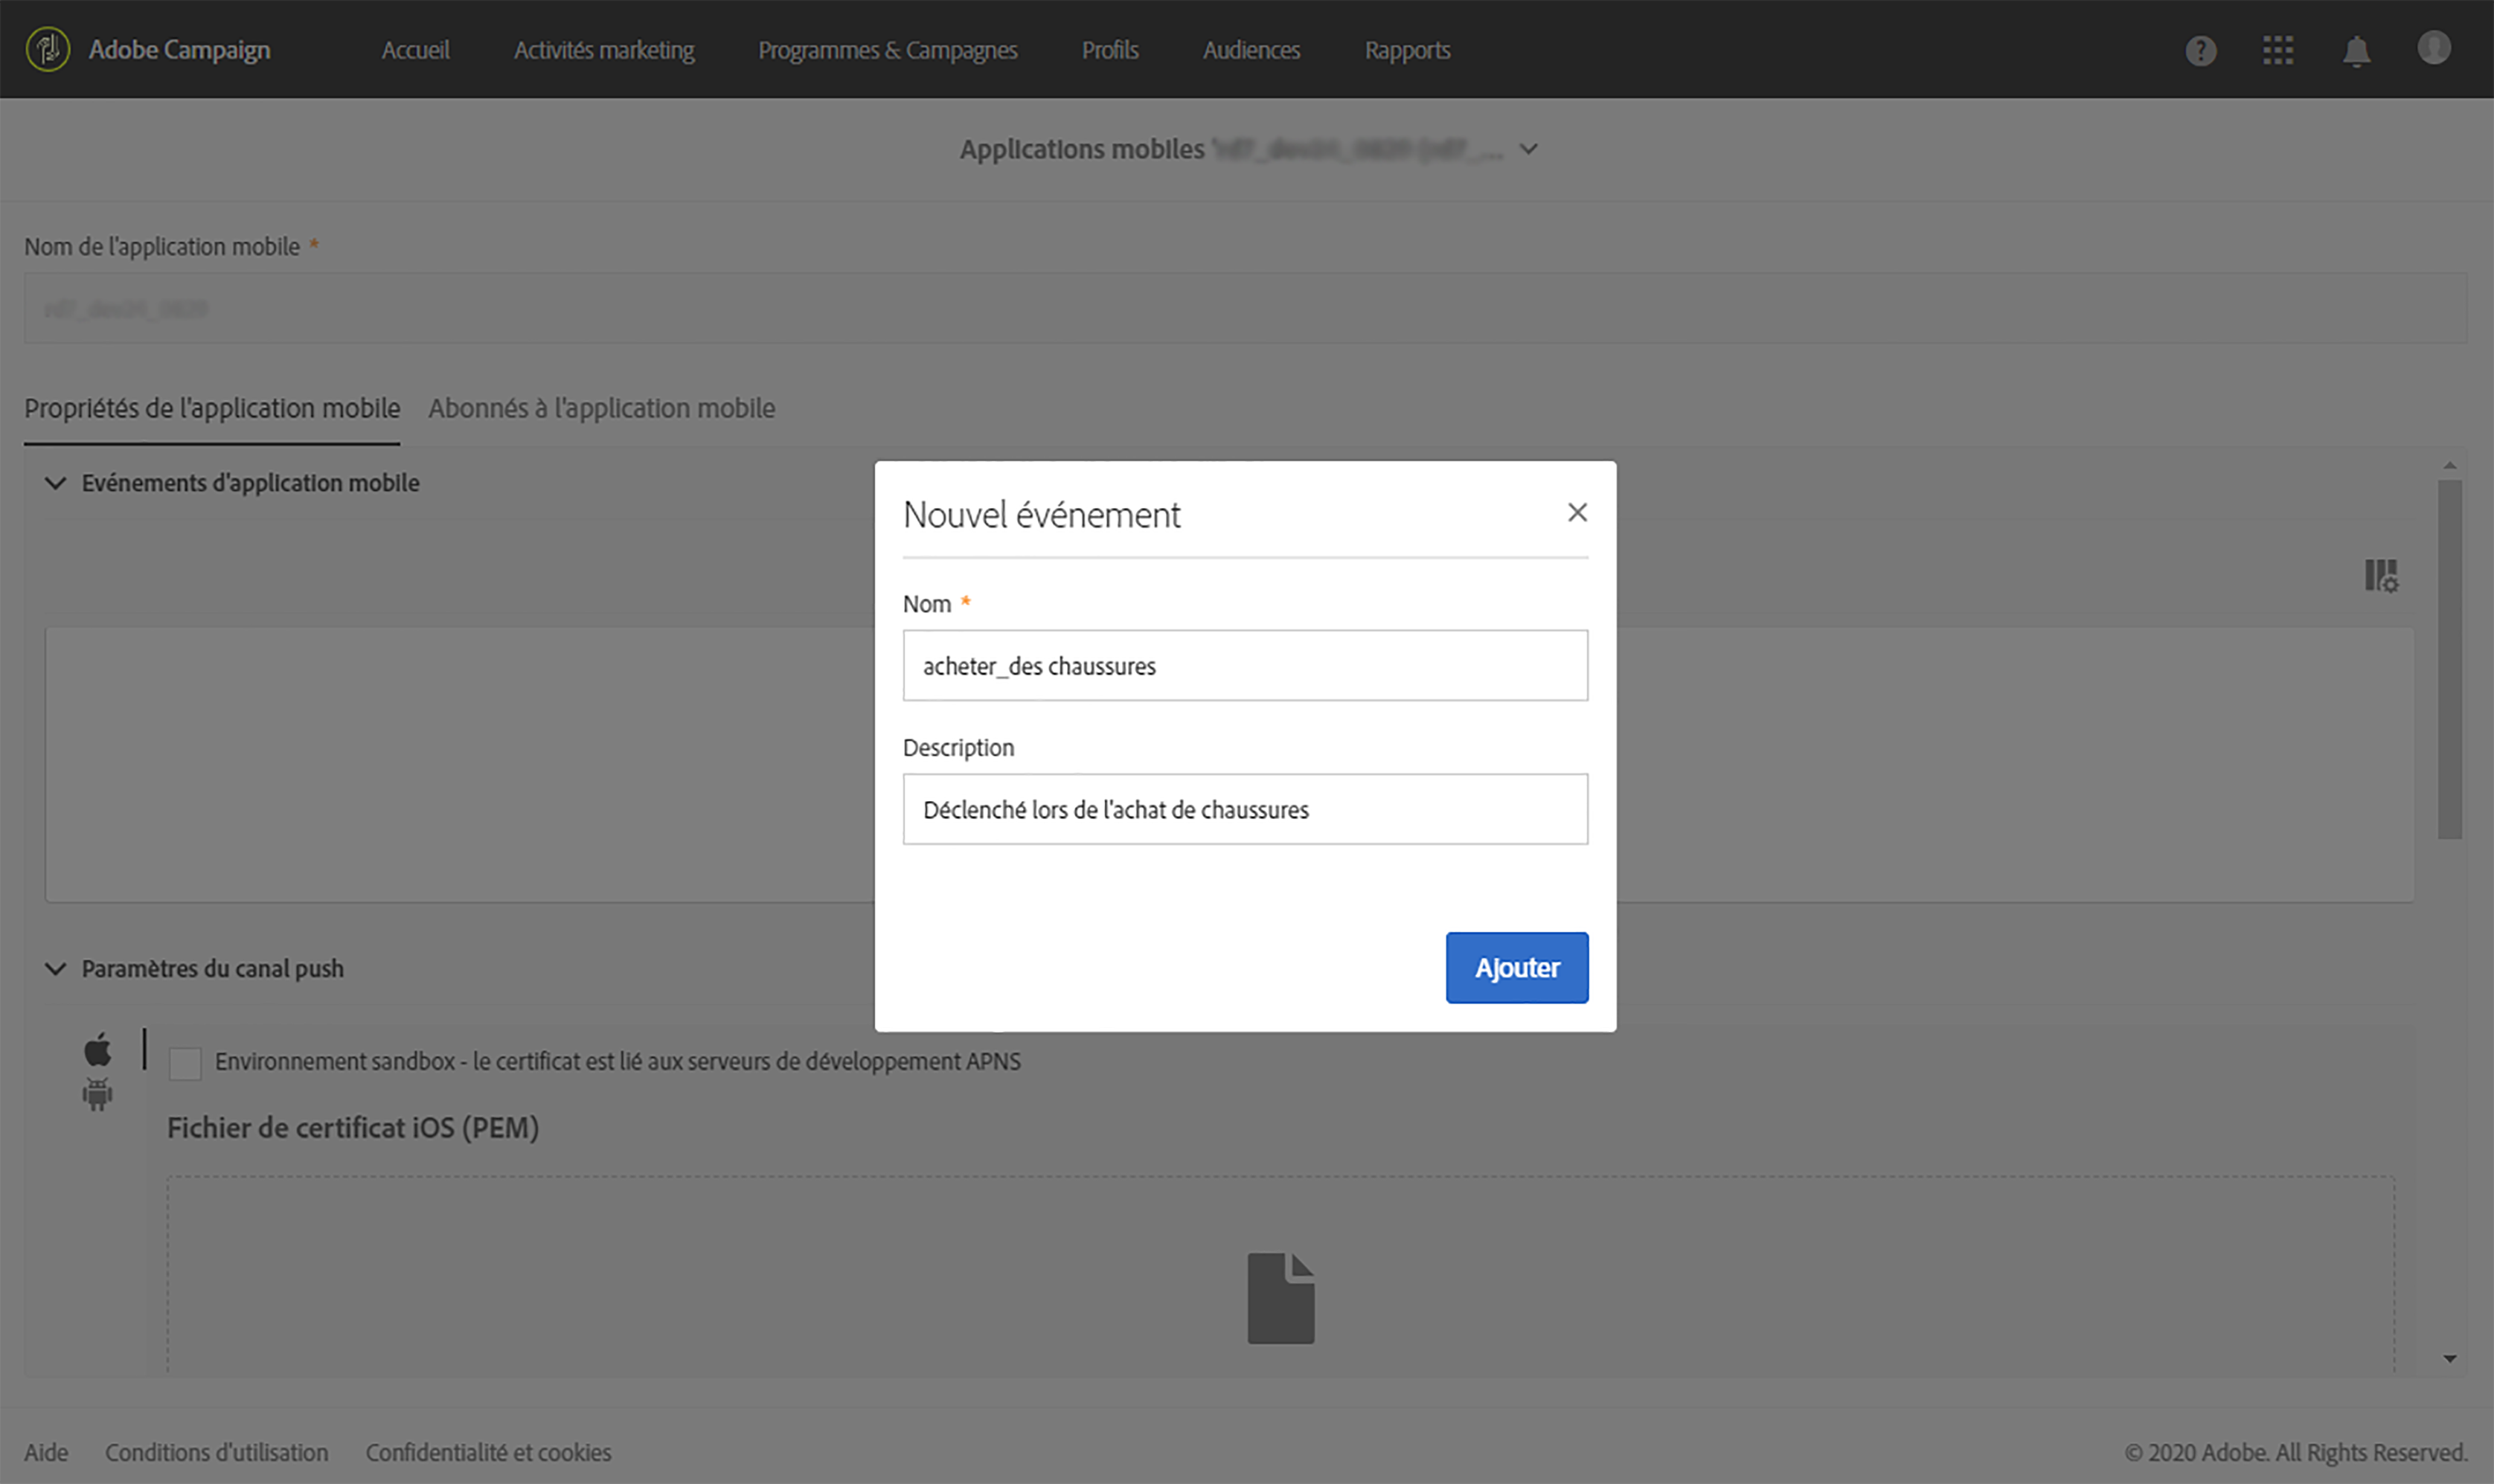 Adobe Campaign Accueil Activités marketing Programmes & Campagnes Profils Audiences Rapports
Applications mobiles
Nom de l'application mobile *
Propriétés de l'application mobile Abonnés à l'application mobile
Evénements d'application mobile
Nouvel événement
Nom *
acheter_des chaussures
Description
Déclenché lors de l'achat de chaussures
Ajouter
Paramètres du canal push
Environnement sandbox - le certificat est lié aux serveurs de développement APNS
Fichier de certificat iOS (PEM)
Aide Conditions d'utilisation Confidentialité et cookies © 2020 Adobe. All Rights Reserved.